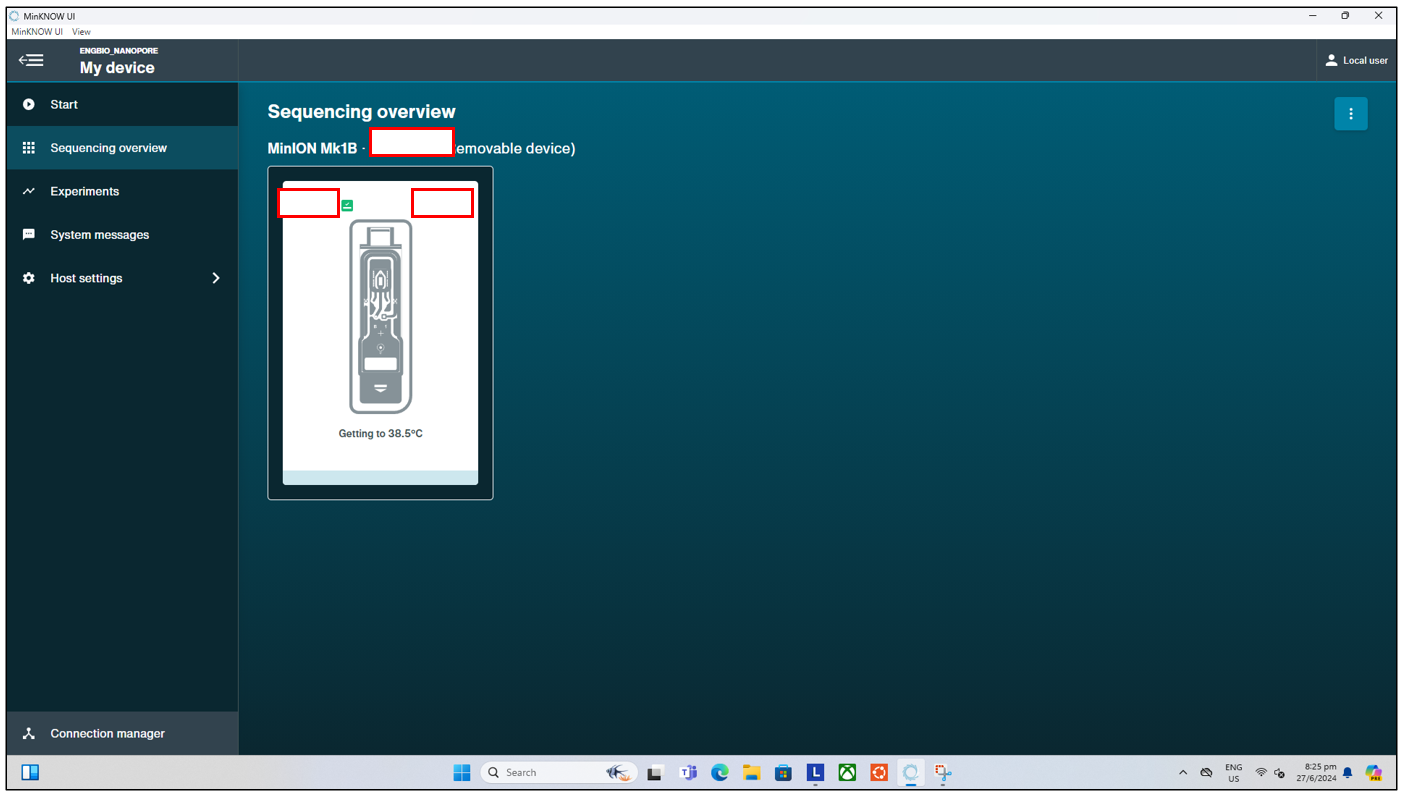 MinKNOW UI
MinKNOW UI View
ENGBIO_NANOPORE
My device
Local user
Start
Sequencing overview
Experiments
System messages
Host settings
Connection manager
Sequencing overview
MinION Mk1B · emovable device)
Getting to 38.5°C
Search
ENG
US
8:25 pm
27/6/2024